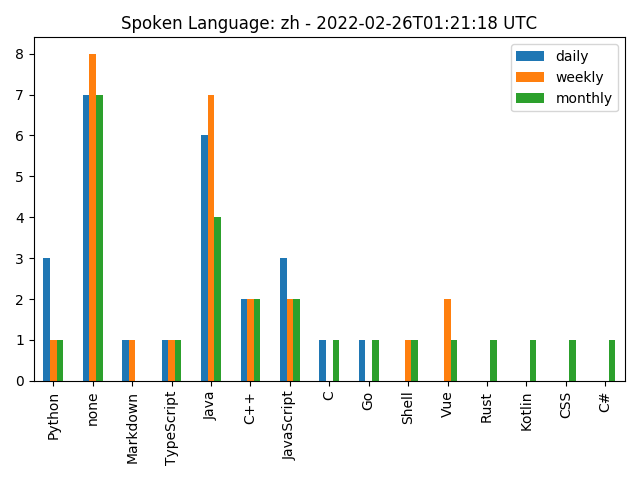 Spoken Language: zh - 2022-02-26T01:21:18 UTC
daily
weekly
monthly
8
7
6
5
4
3
2
1
0
Python
none
Markdown
TypeScript
Java
C++
JavaScript
C
Go
Shell
Vue
Rust
Kotlin
CSS
C#